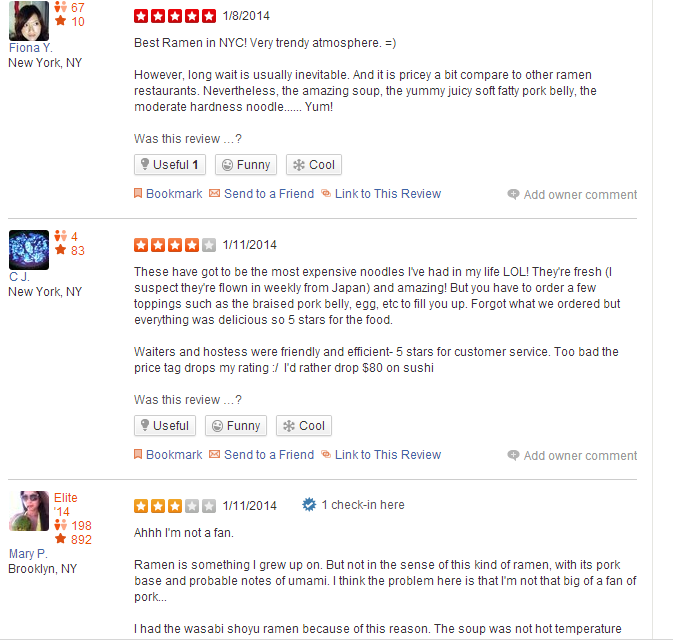 67
10
Fiona Y.
New York, NY
1/8/2014
Best Ramen in NYC! Very trendy atmosphere. =)
However, long wait is usually inevitable. And it is pricey a bit compare to other ramen
restaurants. Nevertheless, the amazing soup, the yummy juicy soft fatty pork belly, the
moderate hardness noodle...... Yum!
Was this review …?
Useful 1 Funny Cool
Bookmark Send to a Friend Link to This Review Add owner comment
4
83
C J.
New York, NY
1/11/2014
These have got to be the most expensive noodles I've had in my life LOL! They're fresh (I
suspect they're flown in weekly from Japan) and amazing! But you have to order a few
toppings such as the braised pork belly, egg, etc to fill you up. Forgot what we ordered but
everything was delicious so 5 stars for the food.
Waiters and hostess were friendly and efficient- 5 stars for customer service. Too bad the
price tag drops my rating :/  I'd rather drop $80 on sushi
Was this review …?
Useful Funny Cool
Bookmark Send to a Friend Link to This Review Add owner comment
Elite
'14
198
892
Mary P.
Brooklyn, NY
1/11/2014 1 check-in here
Ahhh I'm not a fan.
Ramen is something I grew up on. But not in the sense of this kind of ramen, with its pork
base and probable notes of umami. I think the problem here is that I'm not that big of a fan of
pork...
I had the wasabi shoyu ramen because of this reason. The soup was not hot temperature